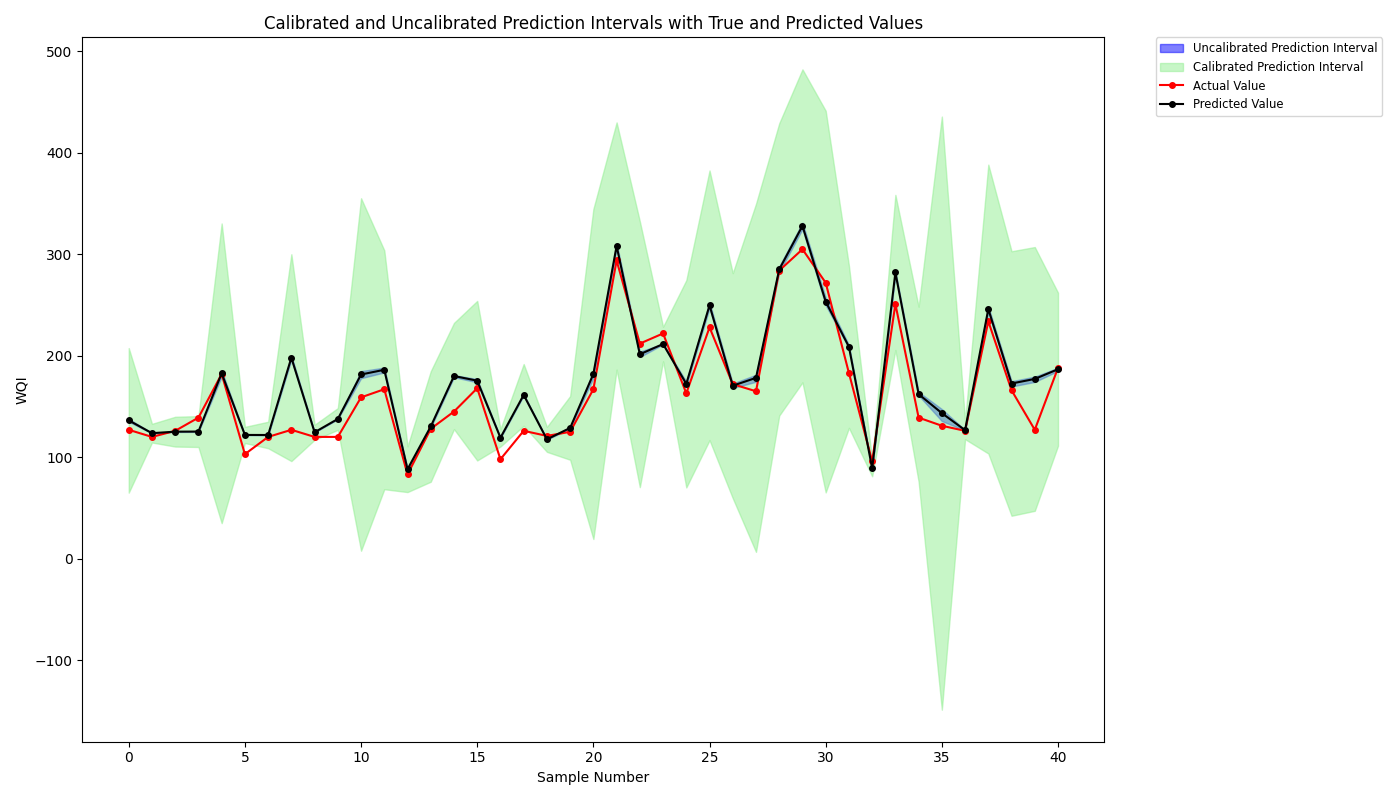 Calibrated and Uncalibrated Prediction Intervals with True and Predicted Values
Uncalibrated Prediction Interval
Calibrated Prediction Interval
Actual Value
Predicted Value
500
400
300
200
100
0
−100
WQI
0 5 10 15 20 25 30 35 40
Sample Number